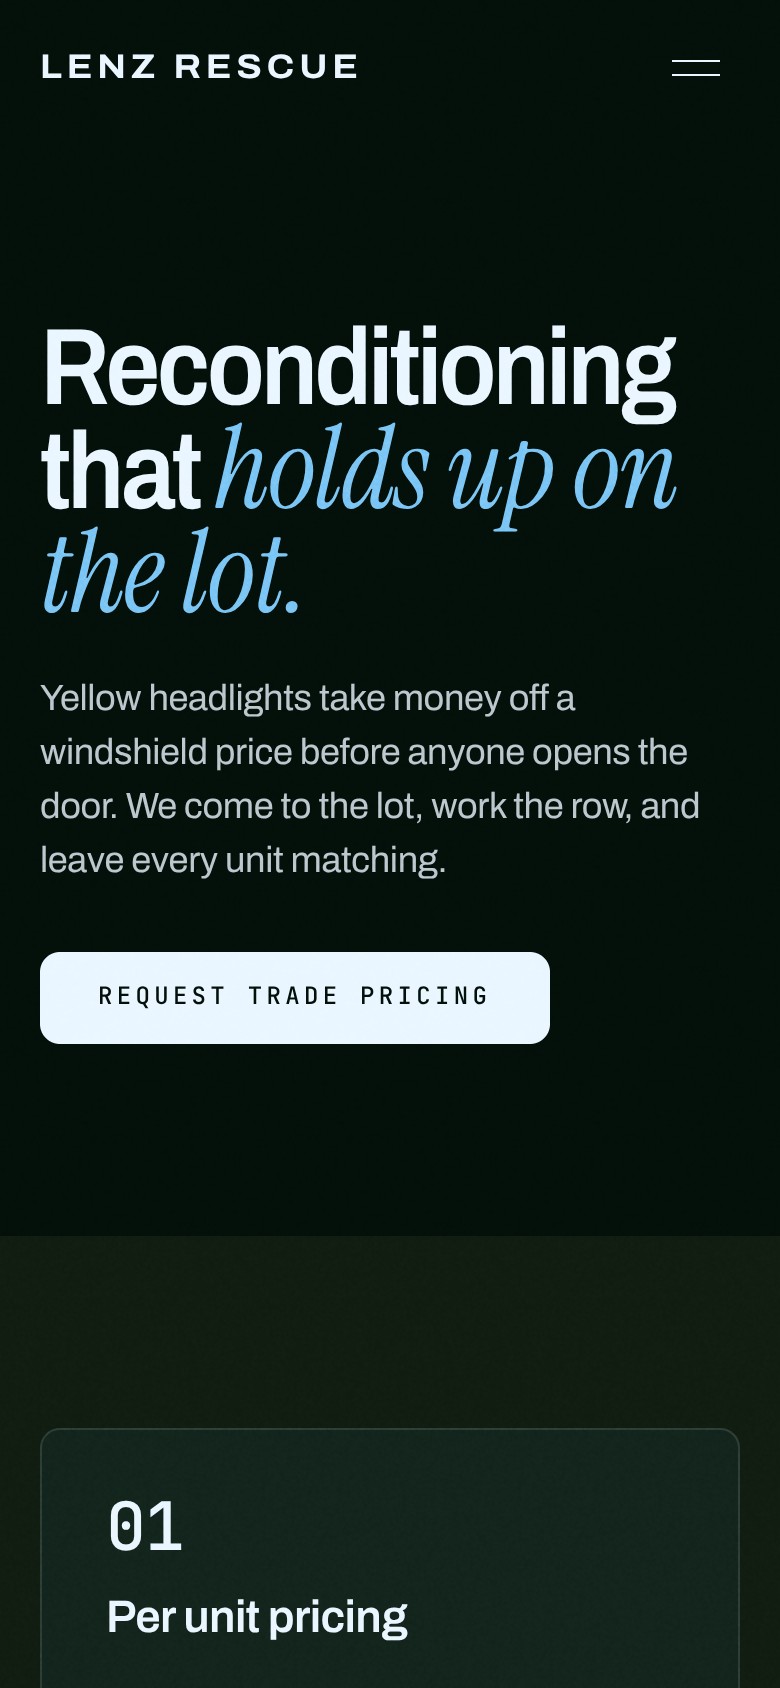 LENZ RESCUE
Reconditioning
that holds up on
the lot.
Yellow headlights take money off a
windshield price before anyone opens the
door. We come to the lot, work the row, and
leave every unit matching.
REQUEST TRADE PRICING
01
Per unit pricing